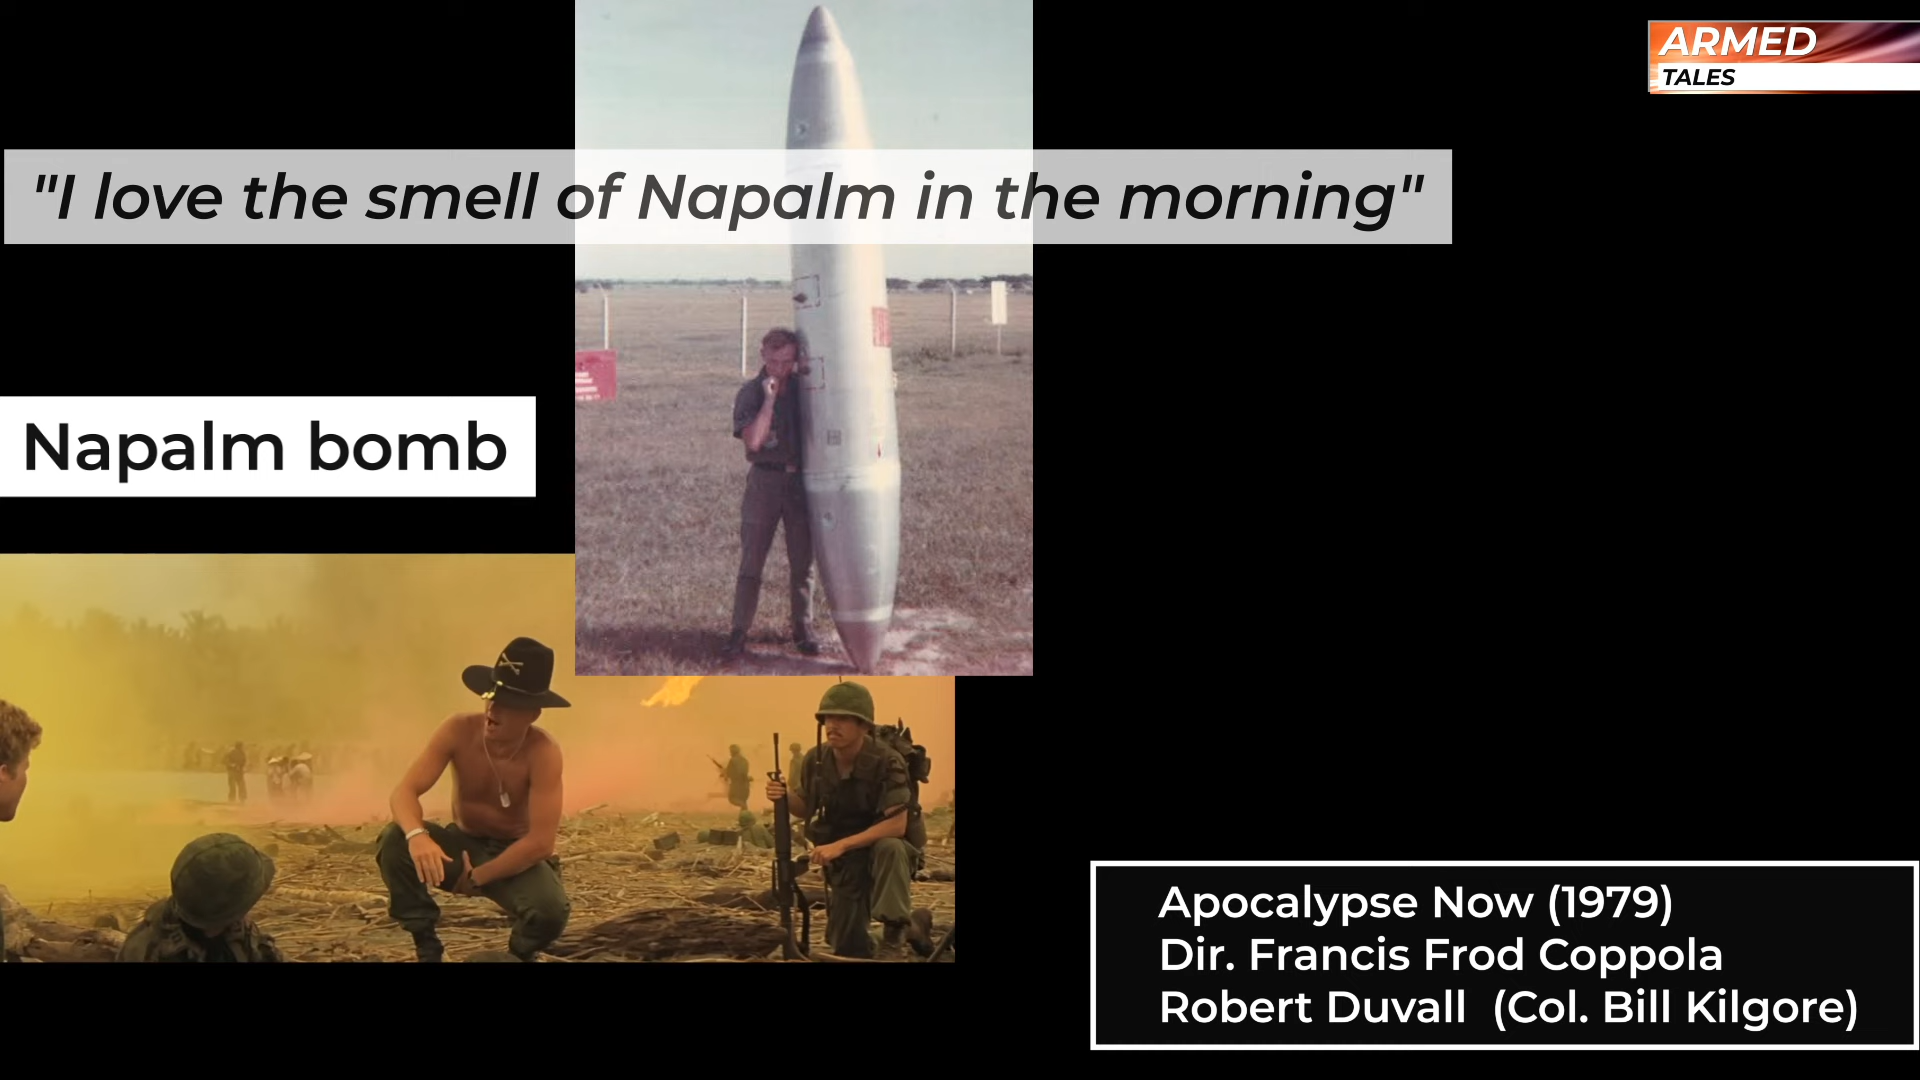 ARMED
TALES
"I love the smell of Napalm in the morning"
Napalm bomb
Apocalypse Now (1979)
Dir. Francis Frod Coppola
Robert Duvall (Col. Bill Kilgore)